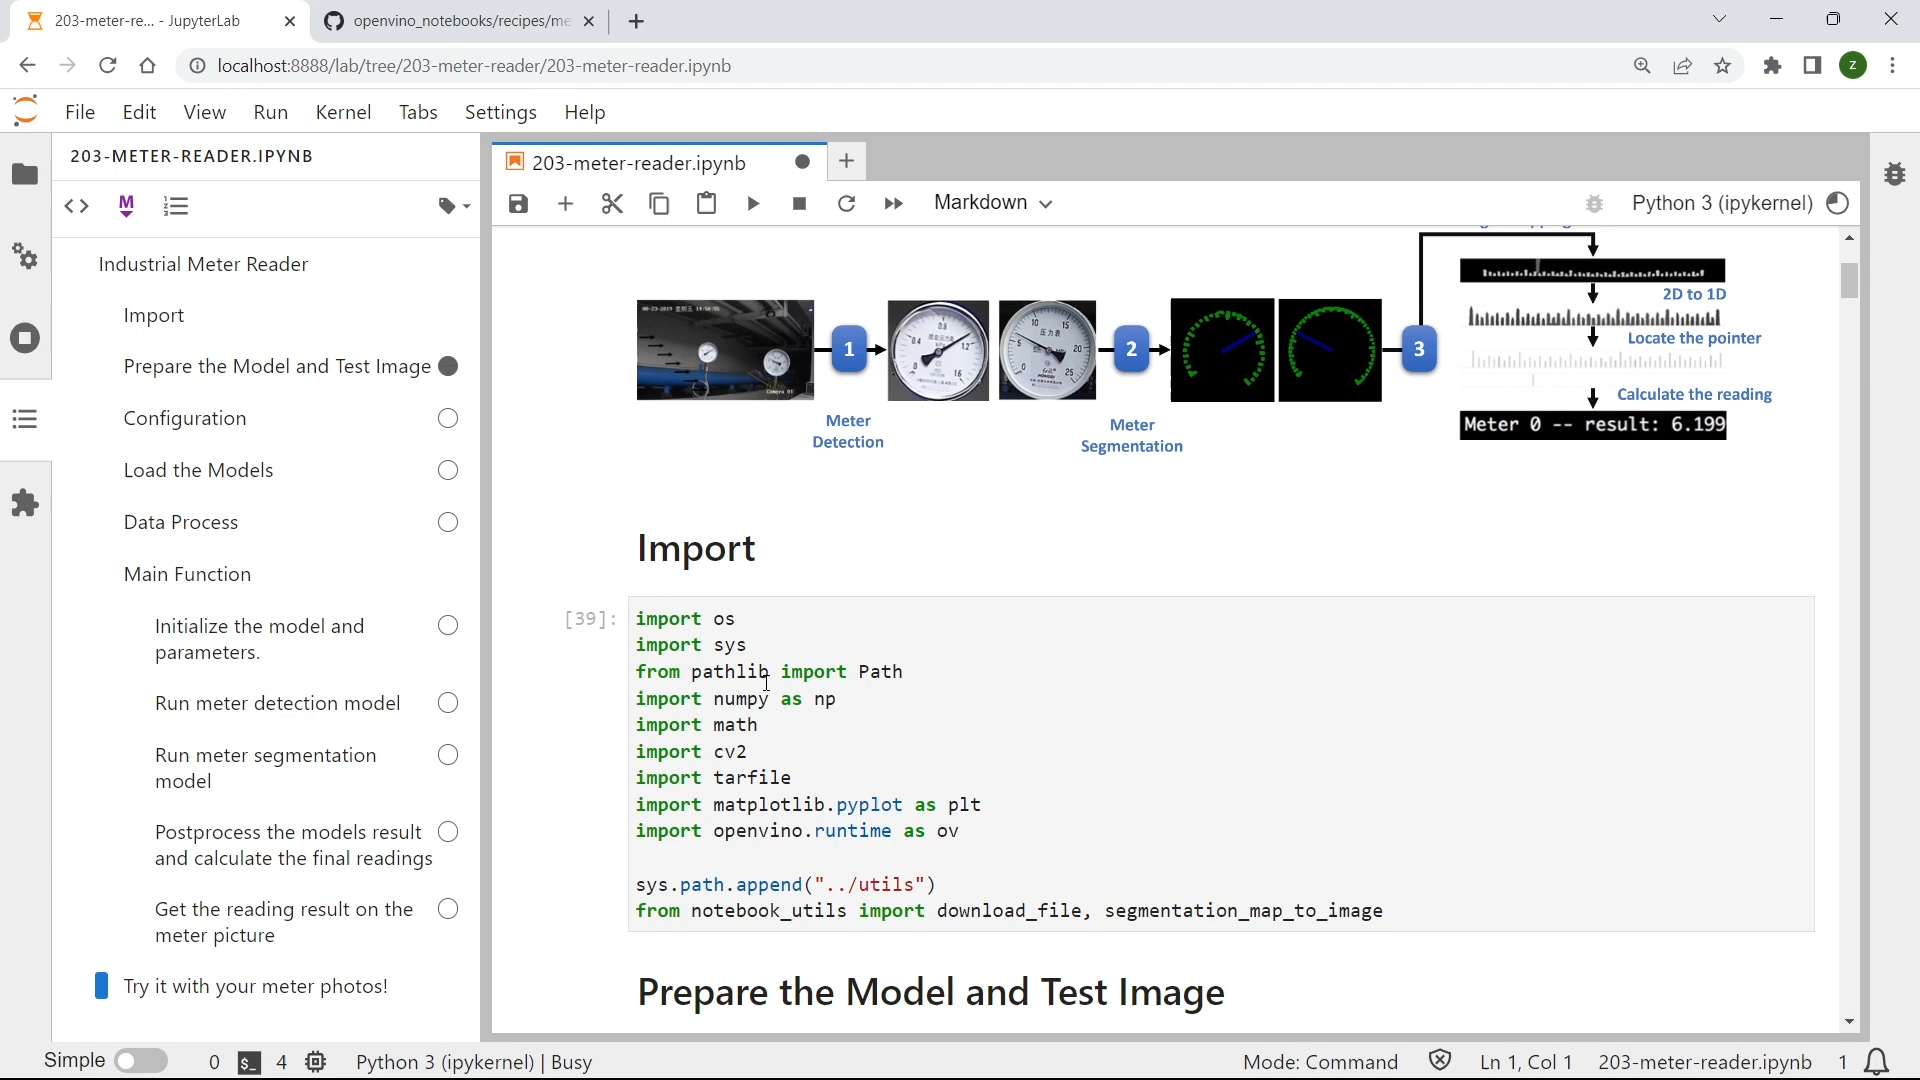 203-meter-re... - JupyterLab
openvino_notebooks/recipes/me
localhost:8888/lab/tree/203-meter-reader/203-meter-reader.ipynb
Z
File Edit View Run Kernel Tabs Settings Help
203-METER-READER.IPYNB
203-meter-reader.ipynb
M
Markdown
Python 3 (ipykernel)
Industrial Meter Reader
Import
Prepare the Model and Test Image
Configuration
Load the Models
Data Process
Main Function
Initialize the model and
parameters.
Run meter detection model
Run meter segmentation
model
Postprocess the models result
and calculate the final readings
Get the reading result on the
meter picture
Try it with your meter photos!
1
Meter
Detection
2
Meter
Segmentation
3
2D to 1D
Locate the pointer
Calculate the reading
Meter 0 -- result: 6.199
Import
[39]:
import os
import sys
from pathlib import Path
import numpy as np
import math
import cv2
import tarfile
import matplotlib.pyplot as plt
import openvino.runtime as ov
sys.path.append("../utils")
from notebook_utils import download_file, segmentation_map_to_image
Prepare the Model and Test Image
Simple 0 $_ 4 Python 3 (ipykernel) | Busy
Mode: Command Ln 1, Col 1 203-meter-reader.ipynb 1